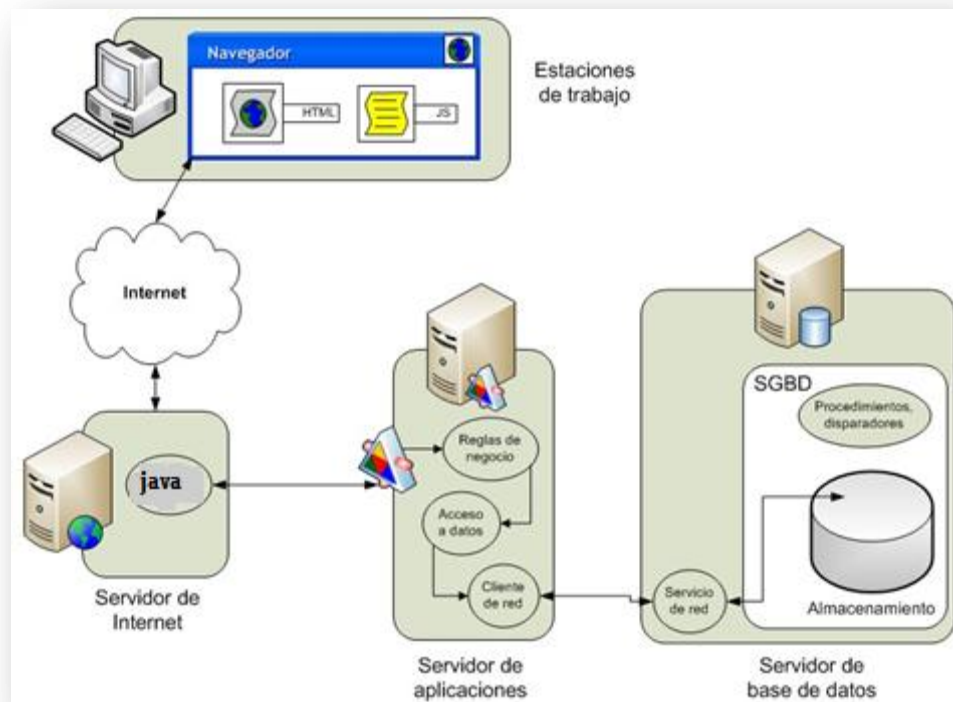 Navegador
HTML
JS
Estaciones
de trabajo
Internet
java
Servidor de
Internet
Reglas de
negocio
Acceso
a datos
Cliente
de red
Servidor de
aplicaciones
SGBD
Procedimientos,
disparadores
Servicio
de red
Almacenamiento
Servidor de
base de datos